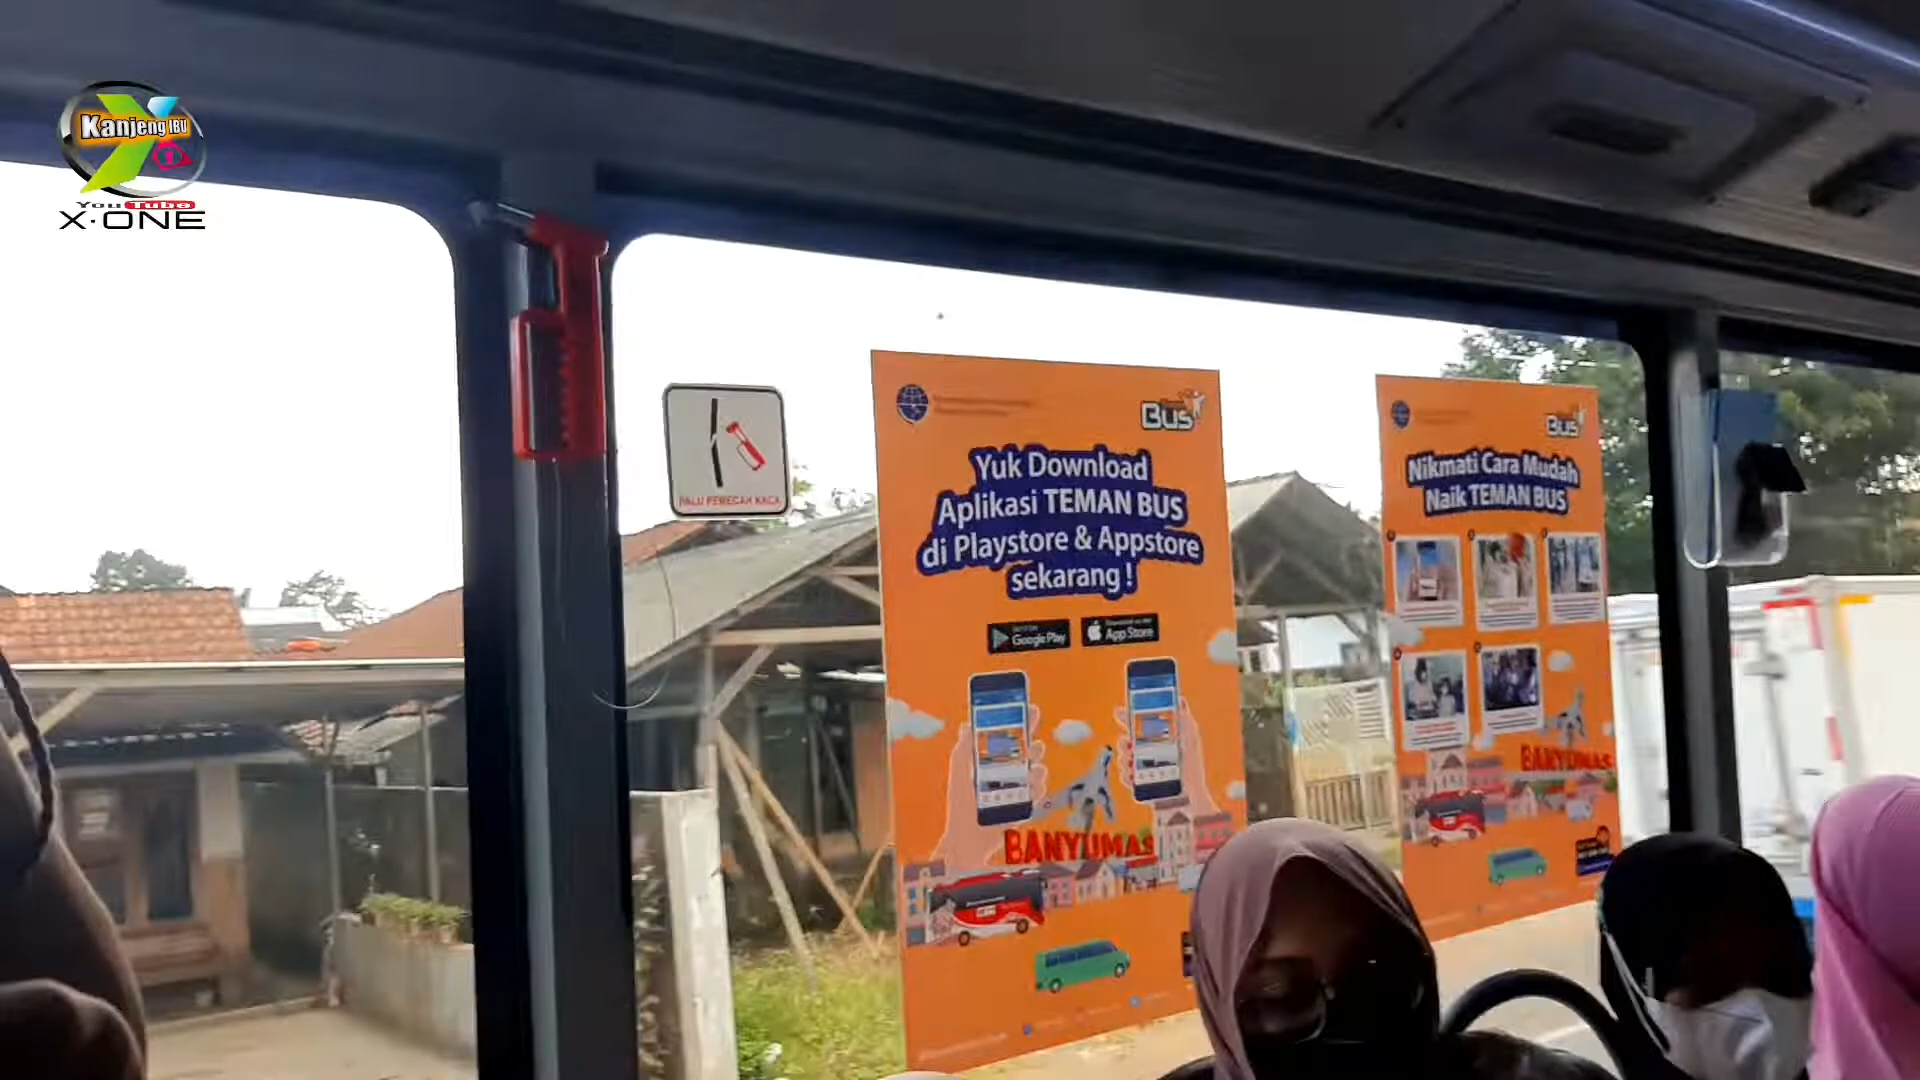 Kanjeng IBU
1
YouTube
X-ONE
PALU PEMECAH KACA
Bus
Yuk Download
Aplikasi TEMAN BUS
di Playstore & Appstore
sekarang !
Google Play
App Store
BANYUMAS
Bus
Nikmati Cara Mudah
Naik TEMAN BUS
BANYUMAS